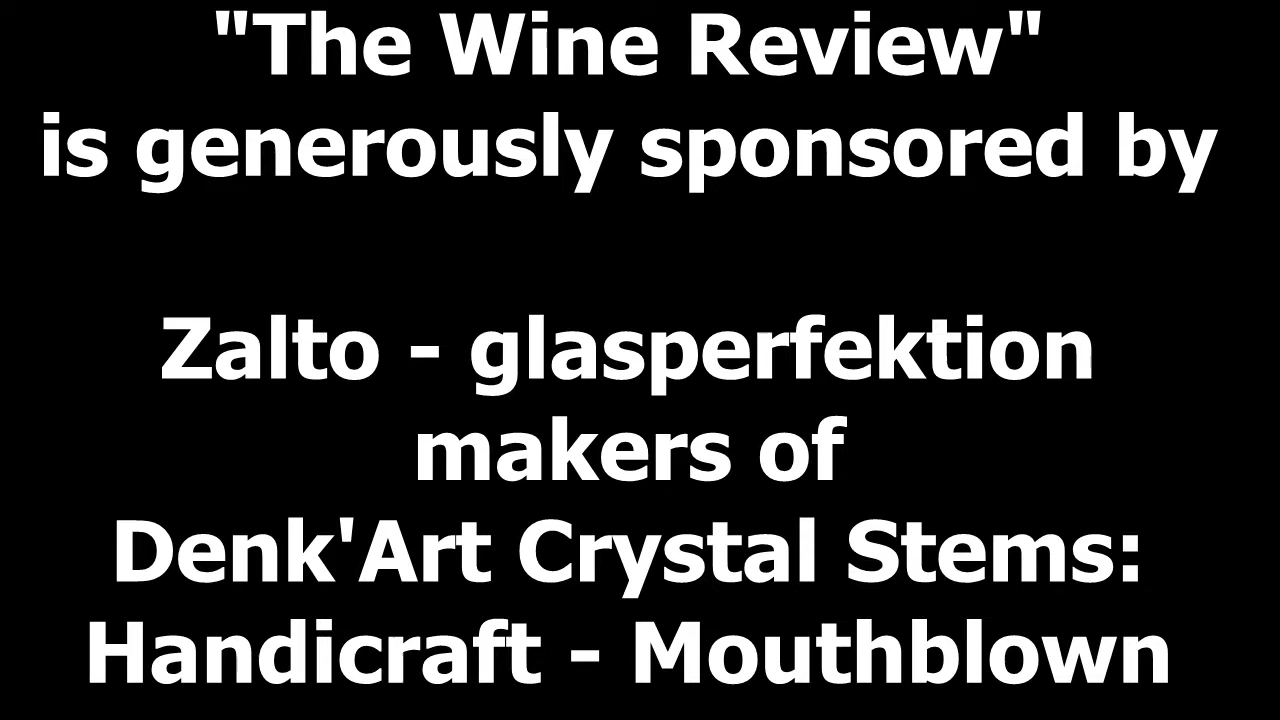 "The Wine Review"
is generously sponsored by
Zalto - glasperfektion
makers of
Denk'Art Crystal Stems:
Handicraft - Mouthblown